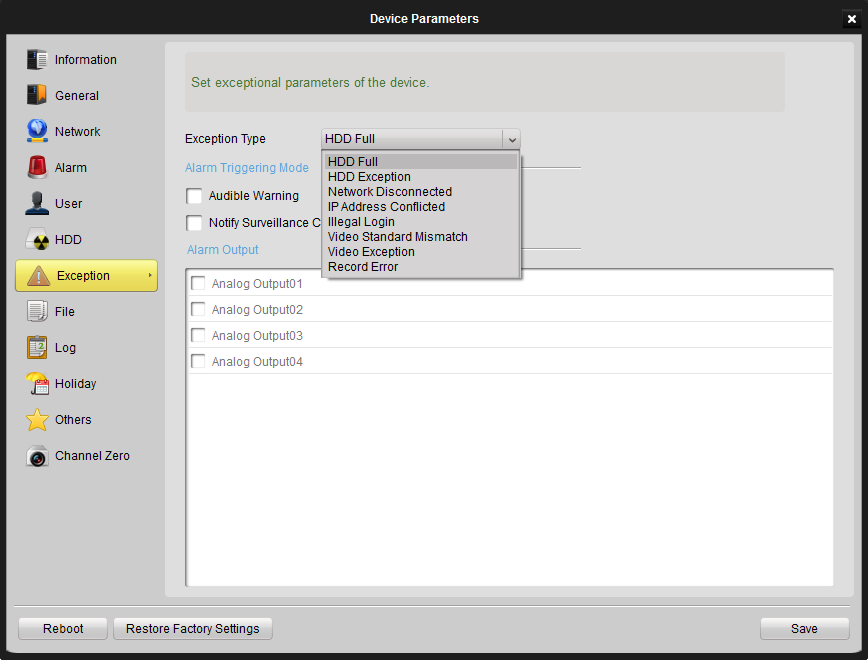 Device Parameters
Information
General
Network
Alarm
User
HDD
Exception
File
Log
Holiday
Others
Channel Zero
Set exceptional parameters of the device.
Exception Type
HDD Full
HDD Full
HDD Exception
Network Disconnected
IP Address Conflicted
Illegal Login
Video Standard Mismatch
Video Exception
Record Error
Alarm Triggering Mode
Audible Warning
Notify Surveillance C
Alarm Output
Analog Output01
Analog Output02
Analog Output03
Analog Output04
Reboot
Restore Factory Settings
Save